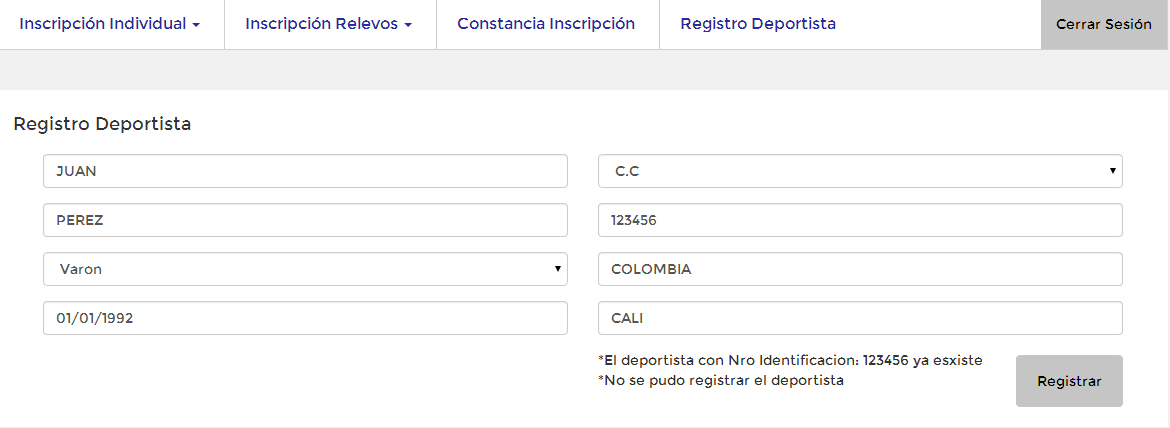 Inscripción Individual
Inscripción Relevos
Constancia Inscripción
Registro Deportista
Cerrar Sesión
Registro Deportista
JUAN
C.C
PEREZ
123456
Varon
COLOMBIA
01/01/1992
CALI
*El deportista con Nro Identificacion: 123456 ya esxiste
*No se pudo registrar el deportista
Registrar